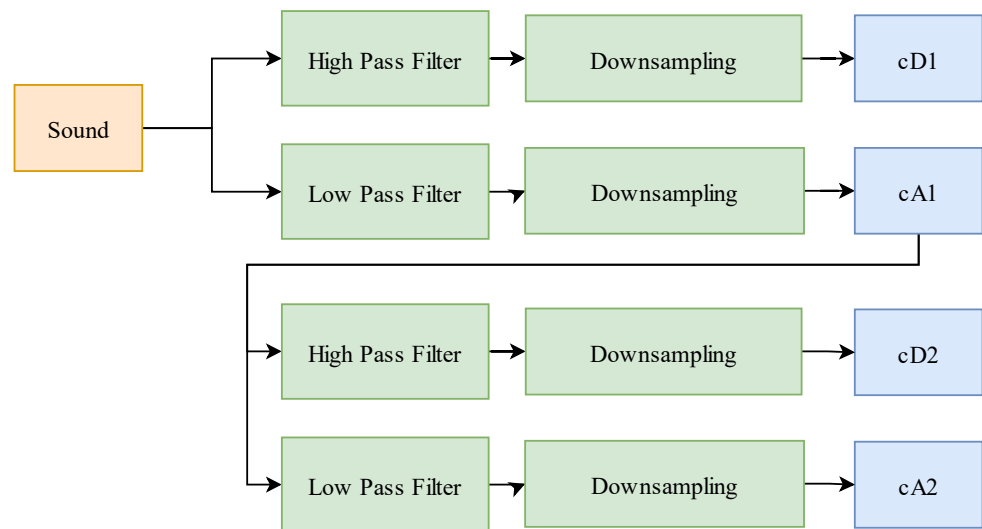 High Pass Filter
Downsampling
cD1
Sound
Low Pass Filter
Downsampling
cA1
High Pass Filter
Downsampling
cD2
Low Pass Filter
Downsampling
cA2